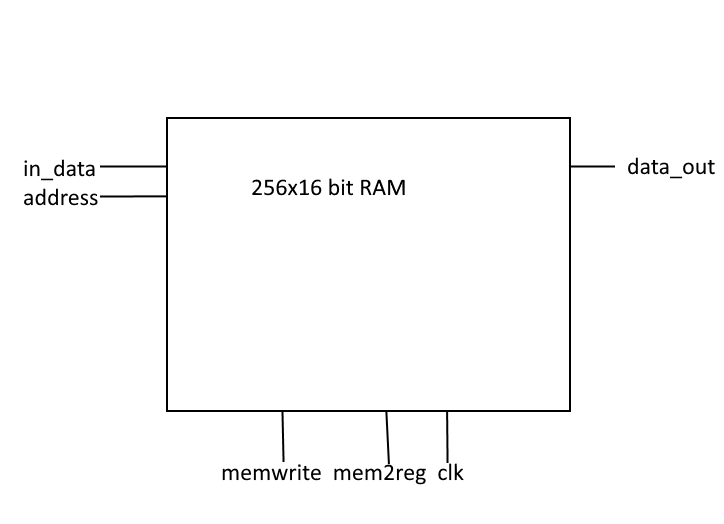 in_data
address
256x16 bit RAM
data_out
memwrite mem2reg clk